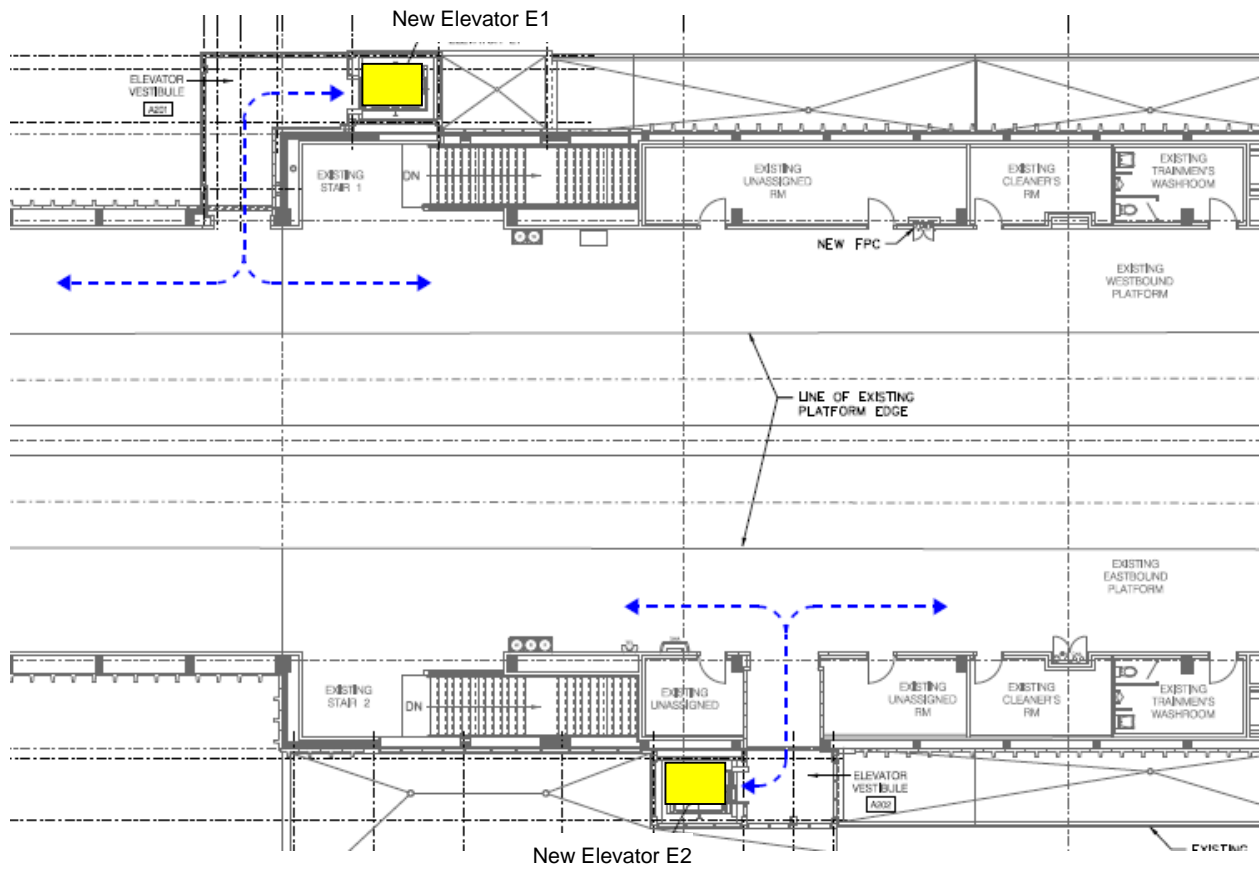 New Elevator E1
ELEVATOR
VESTIBULE
A201
EXISTING
STAIR 1
DN
EXISTING
UNASSIGNED
RM
EXISTING
CLEANER'S
RM
EXISTING
TRAINMEN'S
WASHROOM
NEW FPC
EXISTING
WESTBOUND
PLATFORM
LINE OF EXISTING
PLATFORM EDGE
EXISTING
EASTBOUND
PLATFORM
EXISTING
STAIR 2
DN
EXISTING
UNASSIGNED
EXISTING
UNASSIGNED
RM
EXISTING
CLEANER'S
RM
EXISTING
TRAINMEN'S
WASHROOM
ELEVATOR
VESTIBULE
A202
EXISTING
New Elevator E2